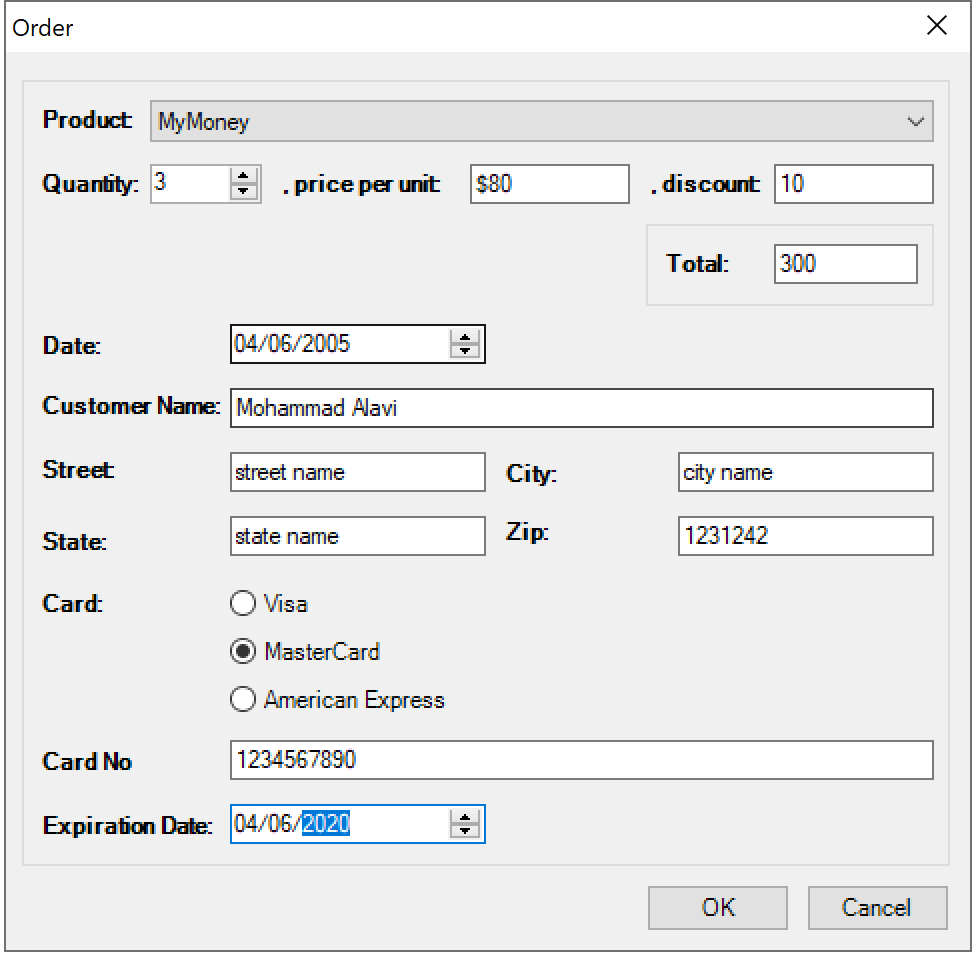 Order
Product: MyMoney
Quantity: 3 . price per unit: $80 . discount: 10
Total: 300
Date: 04/06/2005
Customer Name: Mohammad Alavi
Street: street name City: city name
State: state name Zip: 1231242
Card: Visa
MasterCard
American Express
Card No 1234567890
Expiration Date: 04/06/2020
OK Cancel